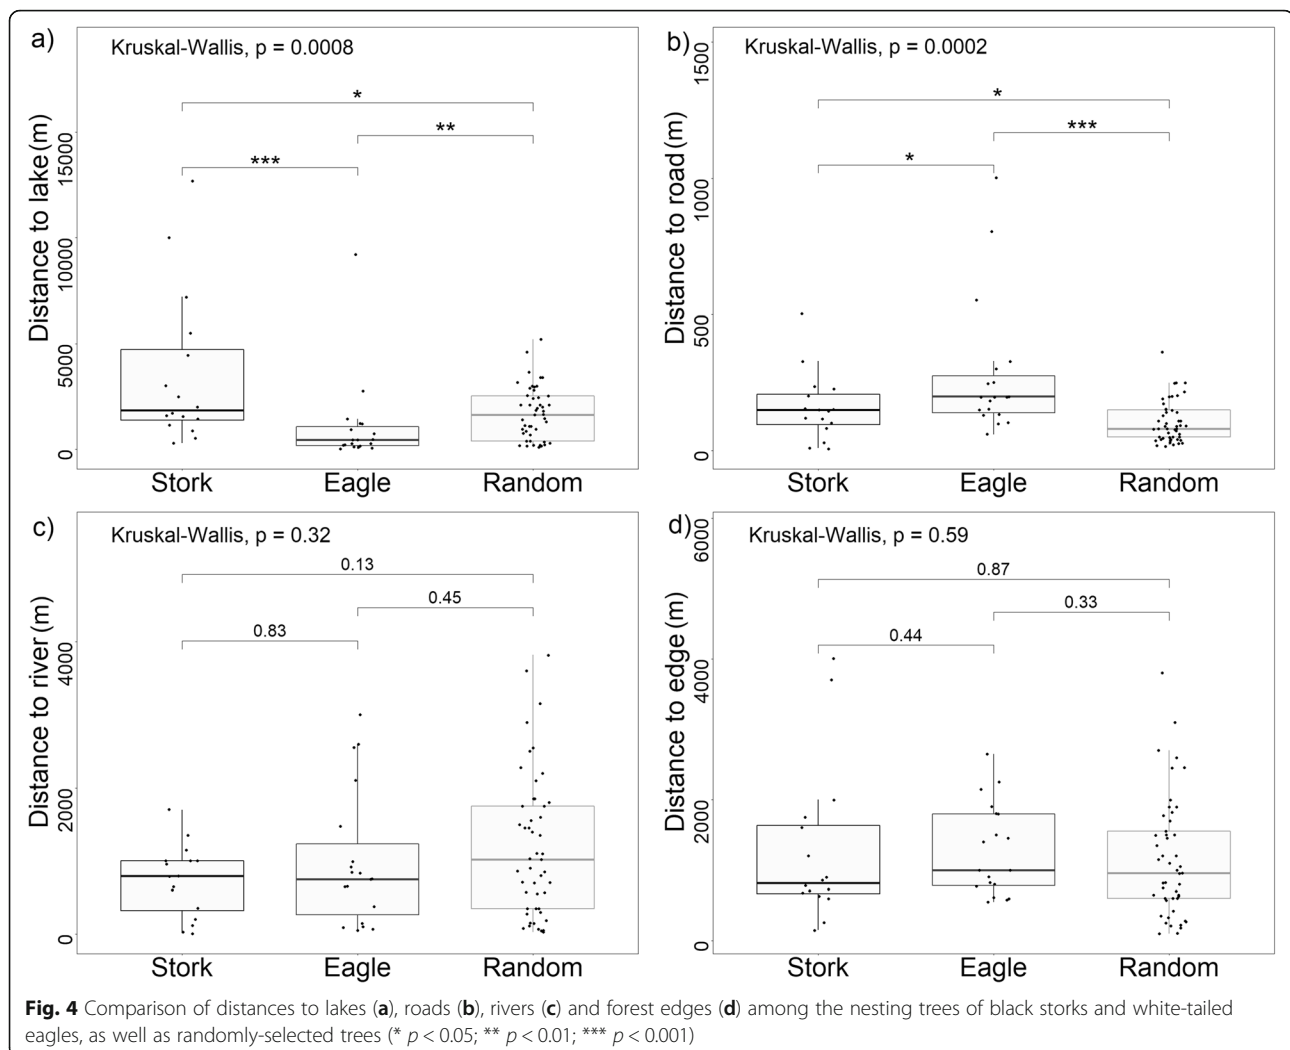 a)
Kruskal-Wallis, p = 0.0008
*
**
***
Distance to lake (m)
0
5000
10000
15000
Stork Eagle Random
b)
Kruskal-Wallis, p = 0.0002
*
***
*
Distance to road (m)
0
500
1000
1500
Stork Eagle Random
c)
Kruskal-Wallis, p = 0.32
0.13
0.45
0.83
Distance to river (m)
0
2000
4000
Stork Eagle Random
d)
Kruskal-Wallis, p = 0.59
0.87
0.33
0.44
Distance to edge (m)
0
2000
4000
6000
Stork Eagle Random
Fig. 4 Comparison of distances to lakes (a), roads (b), rivers (c) and forest edges (d) among the nesting trees of black storks and white-tailed
eagles, as well as randomly-selected trees (* p < 0.05; ** p < 0.01; *** p < 0.001)